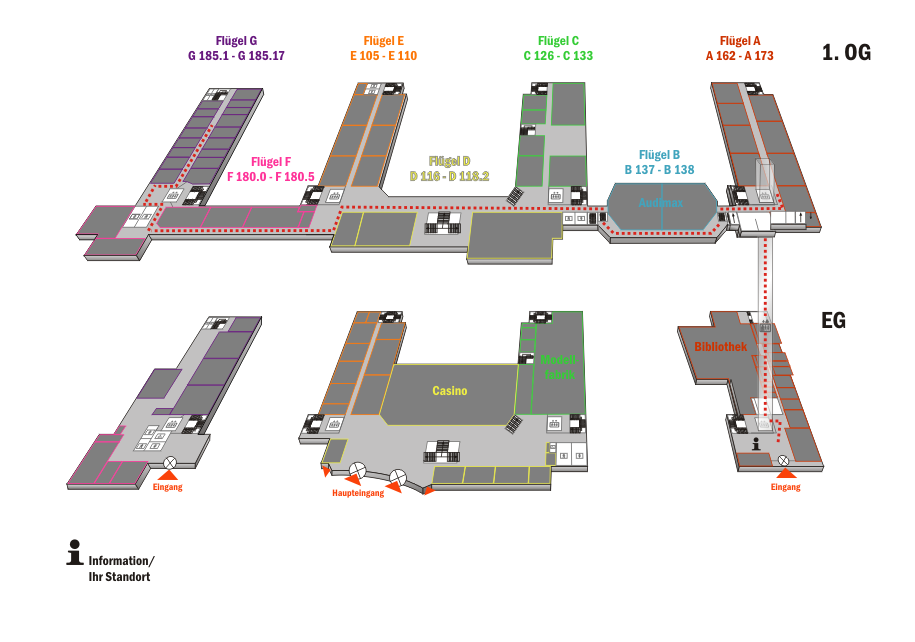 Flügel G
G 185.1 - G 185.17
Flügel E
E 105 - E 110
Flügel C
C 126 - C 133
Flügel A
A 162 - A 173
1. OG
Flügel F
F 180.0 - F 180.5
Flügel D
D 116 - D 118.2
Flügel B
B 137 - B 138
Audimax
EG
Bibliothek
Modell-
fabrik
Casino
Eingang
Haupteingang
Eingang
Information/
Ihr Standort